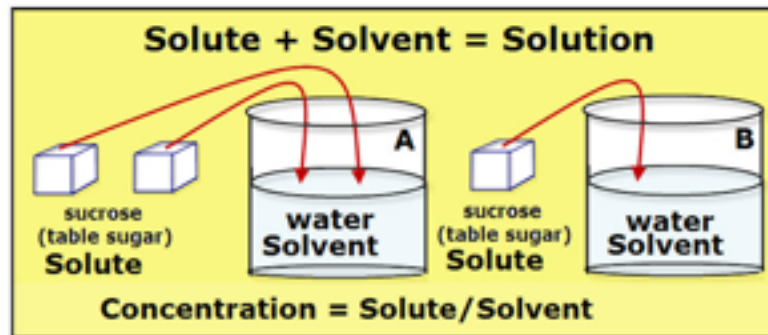 Solute + Solvent = Solution
A
B
sucrose
(table sugar)
Solute
water
Solvent
sucrose
(table sugar)
Solute
water
Solvent
Concentration = Solute/Solvent